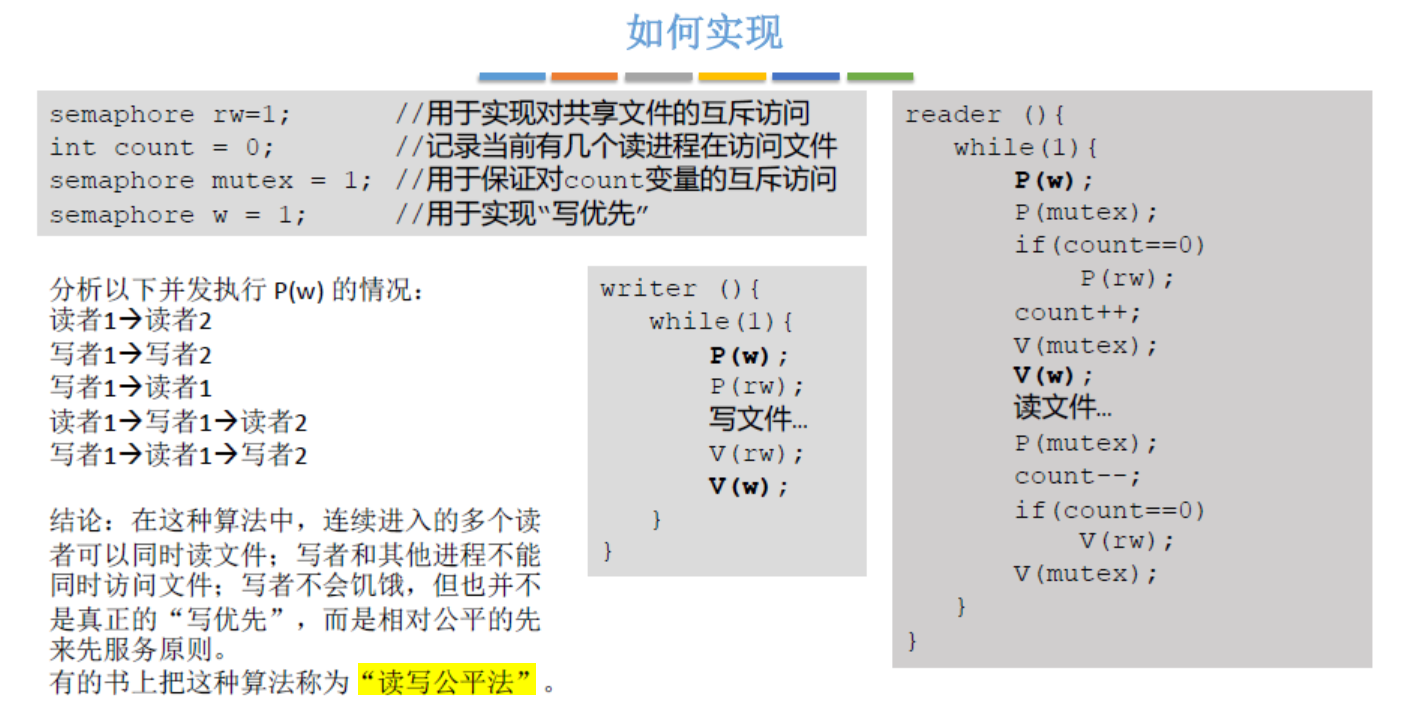 如何实现
semaphore rw=1; //用于实现对共享文件的互斥访问
int count = 0; //记录当前有几个读进程在访问文件
semaphore mutex = 1; //用于保证对count变量的互斥访问
semaphore w = 1; //用于实现“写优先”
分析以下并发执行 P(w) 的情况：
读者1→读者2
写者1→写者2
写者1→读者1
读者1→写者1→读者2
写者1→读者1→写者2
结论：在这种算法中，连续进入的多个读
者可以同时读文件；写者和其他进程不能
同时访问文件；写者不会饥饿，但也并不
是真正的“写优先”，而是相对公平的先
来先服务原则。
有的书上把这种算法称为“读写公平法”。
writer (){
while(1){
P(w);
P(rw);
写文件…
V(rw);
V(w);
}
}
reader (){
while(1){
P(w);
P(mutex);
if(count==0)
P(rw);
count++;
V(mutex);
V(w);
读文件…
P(mutex);
count--;
if(count==0)
V(rw);
V(mutex);
}
}